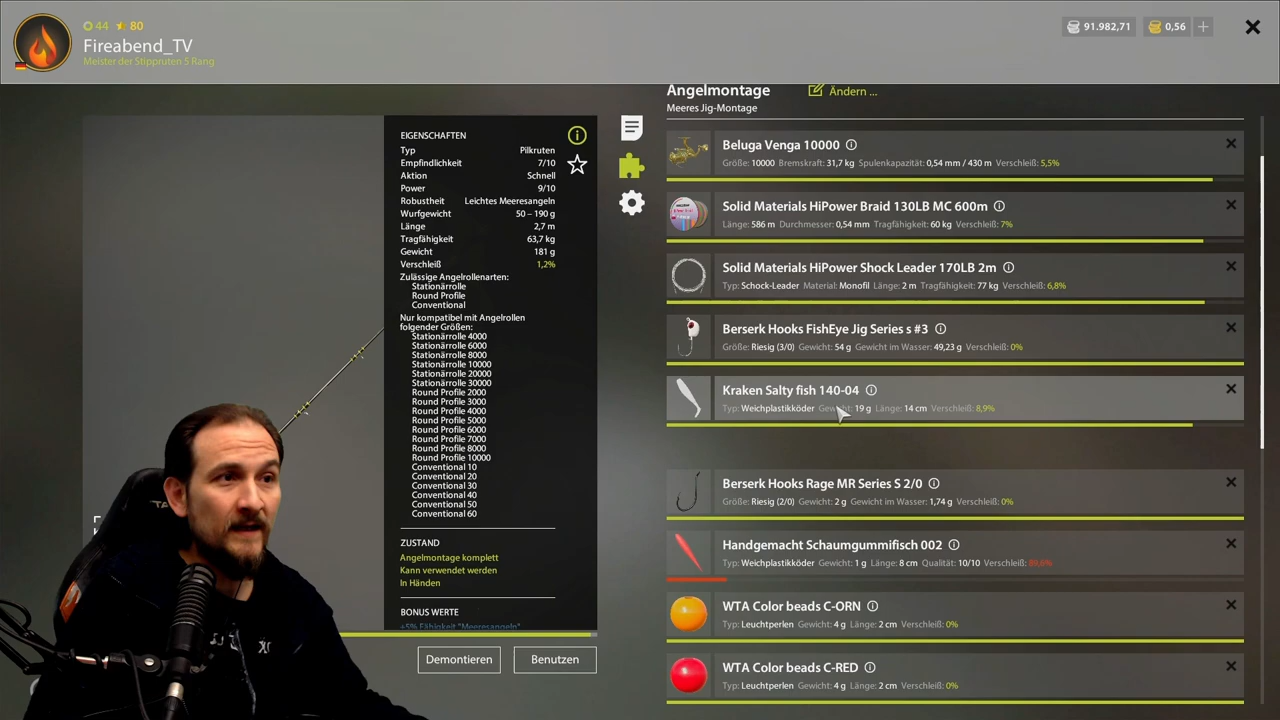 44 80
Fireabend_TV
Meister der Stippruten 5 Rang
91.982,71
0,56
EIGENSCHAFTEN
Typ Pilkruten
Empfindlichkeit 7/10
Aktion Schnell
Power 9/10
Robustheit Leichtes Meeresangeln
Wurfgewicht 50 – 190 g
Länge 2,7 m
Tragfähigkeit 63,7 kg
Gewicht 181 g
Verschleiß 1,2%
Zulässige Angelrollenarten:
Stationärrolle
Round Profile
Conventional
Nur kompatibel mit Angelrollen
folgender Größen:
Stationärrolle 4000
Stationärrolle 6000
Stationärrolle 8000
Stationärrolle 10000
Stationärrolle 20000
Stationärrolle 30000
Round Profile 2000
Round Profile 3000
Round Profile 4000
Round Profile 5000
Round Profile 6000
Round Profile 7000
Round Profile 8000
Round Profile 10000
Conventional 10
Conventional 20
Conventional 30
Conventional 40
Conventional 50
Conventional 60
ZUSTAND
Angelmontage komplett
Kann verwendet werden
In Händen
BONUS WERTE
+5% Fähigkeit "Meeresangeln"
Demontieren
Benutzen
Angelmontage
Ändern ...
Meeres Jig-Montage
Beluga Venga 10000
Größe: 10000 Bremskraft: 31,7 kg Spulenkapazität: 0,54 mm / 430 m Verschleiß: 5,5%
Solid Materials HiPower Braid 130LB MC 600m
Länge: 586 m Durchmesser: 0,54 mm Tragfähigkeit: 60 kg Verschleiß: 7%
Solid Materials HiPower Shock Leader 170LB 2m
Typ: Schock-Leader Material: Monofil Länge: 2 m Tragfähigkeit: 77 kg Verschleiß: 6,8%
Berserk Hooks FishEye Jig Series s #3
Größe: Riesig (3/0) Gewicht: 54 g Gewicht im Wasser: 49,23 g Verschleiß: 0%
Kraken Salty fish 140-04
Typ: Weichplastikköder Gewicht: 19 g Länge: 14 cm Verschleiß: 8,9%
Berserk Hooks Rage MR Series S 2/0
Größe: Riesig (2/0) Gewicht: 2 g Gewicht im Wasser: 1,74 g Verschleiß: 0%
Handgemacht Schaumgummifisch 002
Typ: Weichplastikköder Gewicht: 1 g Länge: 8 cm Qualität: 10/10 Verschleiß:
WTA Color beads C-ORN
Typ: Leuchtperlen Gewicht: 4 g Länge: 2 cm Verschleiß: 0%
WTA Color beads C-RED
Typ: Leuchtperlen Gewicht: 4 g Länge: 2 cm Verschleiß: 0%